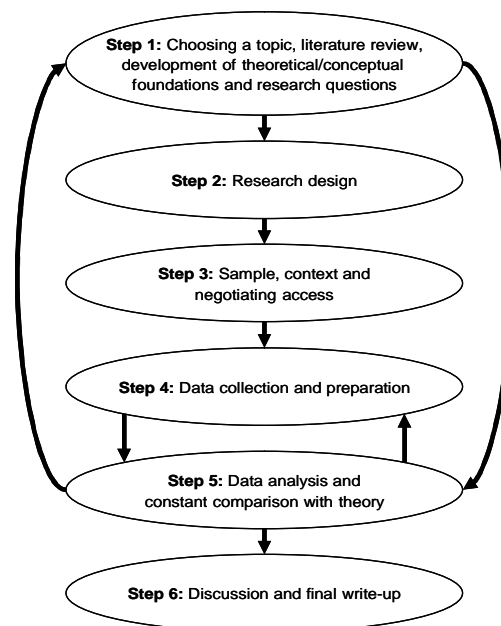 Step 1: Choosing a topic, literature review,
development of theoretical/conceptual
foundations and research questions
Step 2: Research design
Step 3: Sample, context and
negotiating access
Step 4: Data collection and preparation
Step 5: Data analysis and
constant comparison with theory
Step 6: Discussion and final write-up